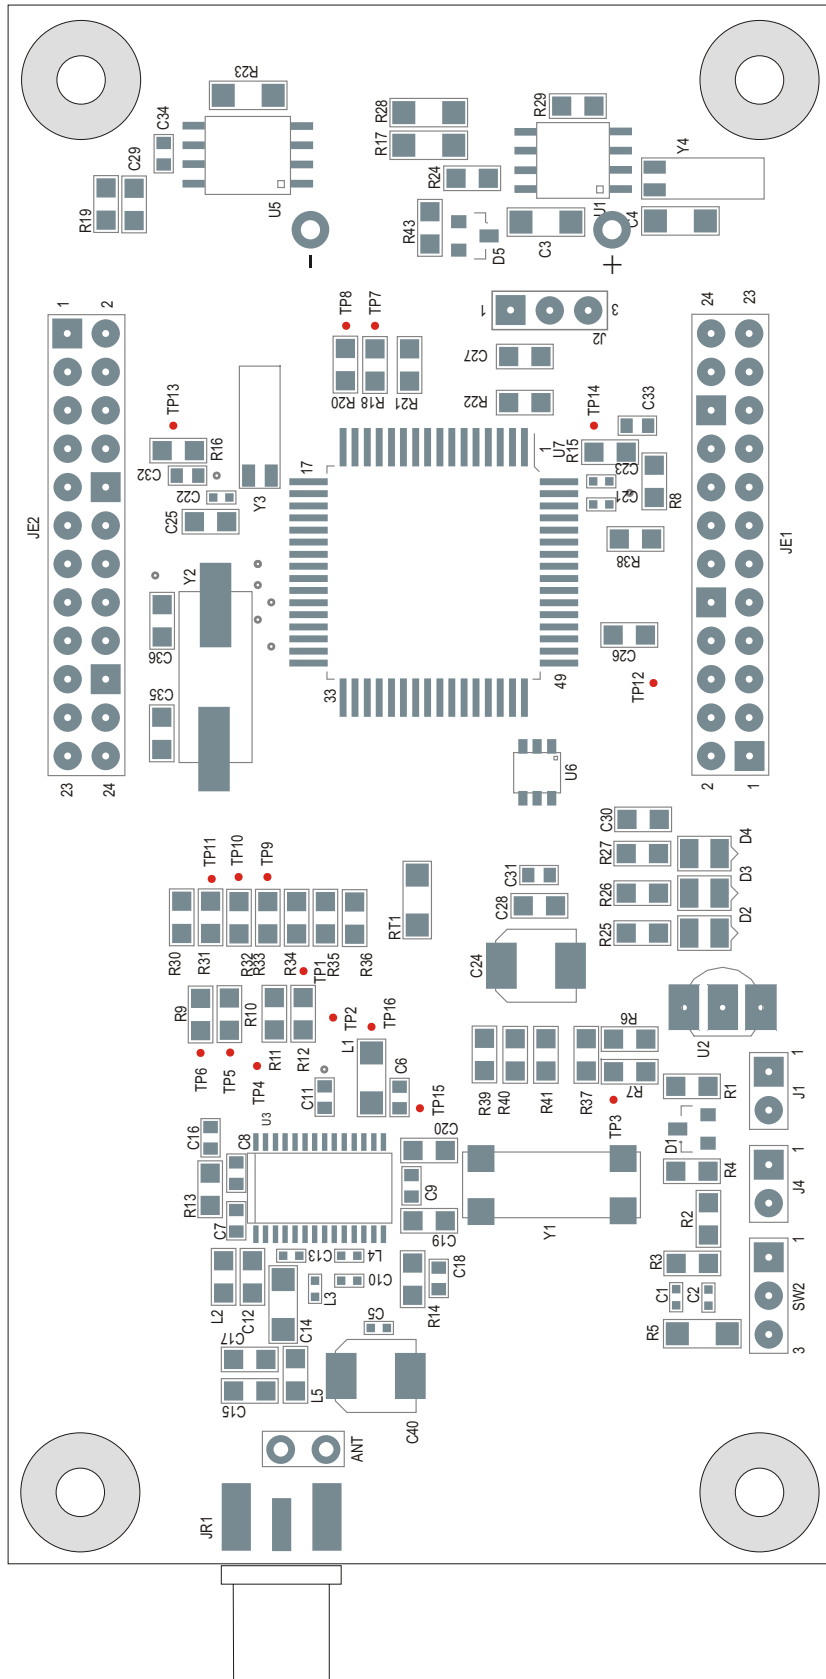 R23
C34
R28
R29
R17
Y4
C29
R24
R19
U5
U1
C4
R43
D5
C3
-
+
1
2
TP8
TP7
1
3
J2
24
23
C27
R20
R18
R21
R22
TP13
TP14
C33
R16
1
U7
R15
C32
17
C23
C22
Y3
C21
R8
C25
JE2
JE1
R38
Y2
C36
C26
C35
33
49
TP12
23
24
U6
2
1
C30
D4
TP11
TP10
TP9
R27
D3
C31
R26
C28
D2
RT1
R25
R30
R31
R32
R33
R34
R35
R36
C24
TP1
R9
R10
R11
R12
TP2
TP16
L1
R6
U2
R39
R40
R41
R37
R7
TP6
TP5
TP4
C11
C6
TP15
R1
1
J1
TP3
C16
C8
U3
C20
D1
R13
C9
R4
1
J4
C7
C19
Y1
R2
C13
L4
C18
R3
1
L2
C12
L3
C10
R14
C1
C2
SW2
C14
C5
R5
3
C17
C15
L5
C40
ANT
JR1